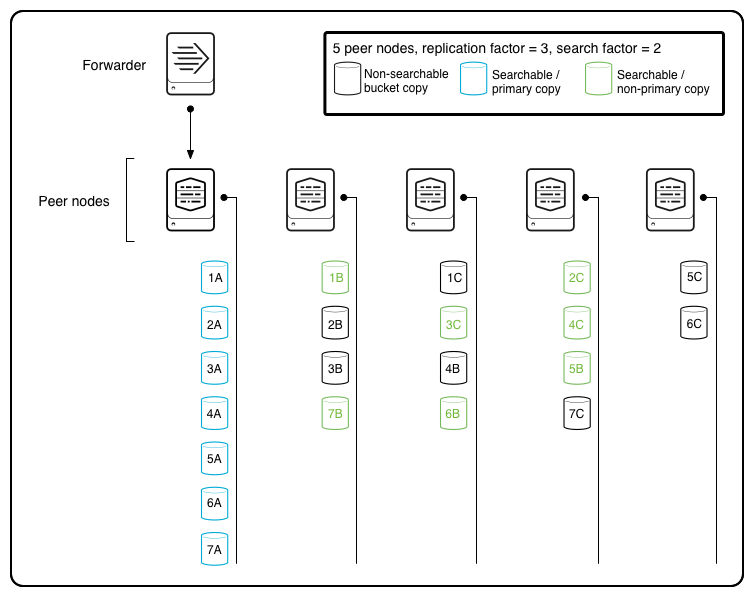 5 peer nodes, replication factor = 3, search factor = 2
Forwarder
Non-searchable
bucket copy
Searchable /
primary copy
Searchable /
non-primary copy
Peer nodes
1A
1B
1C
2C
5C
2A
2B
3C
4C
6C
3A
3B
4B
5B
4A
7B
6B
7C
5A
6A
7A